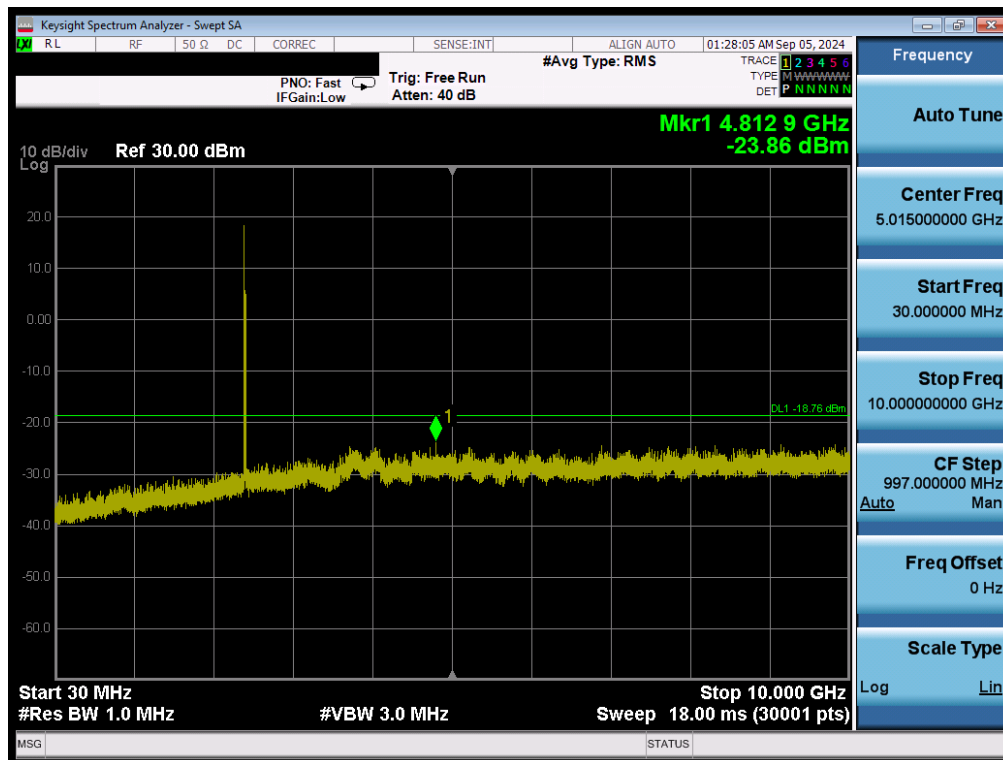 Keysight Spectrum Analyzer - Swept SA
LXI RL RF 50 Ω DC CORREC SENSE:INT ALIGN AUTO 01:28:05 AM Sep 05, 2024
PNO: Fast
IFGain:Low
Trig: Free Run
Atten: 40 dB
#Avg Type: RMS
TRACE 1 2 3 4 5 6
TYPE M W W W W W
DET P N N N N N
Mkr1 4.812 9 GHz
-23.86 dBm
10 dB/div
Log
Ref 30.00 dBm
20.0
10.0
0.00
-10.0
-20.0
-30.0
-40.0
-50.0
-60.0
1
DL1 -18.76 dBm
Start 30 MHz
Stop 10.000 GHz
#Res BW 1.0 MHz
#VBW 3.0 MHz
Sweep 18.00 ms (30001 pts)
MSG
STATUS
Frequency
Auto Tune
Center Freq
5.015000000 GHz
Start Freq
30.000000 MHz
Stop Freq
10.000000000 GHz
CF Step
997.000000 MHz
Auto Man
Freq Offset
0 Hz
Scale Type
Log Lin